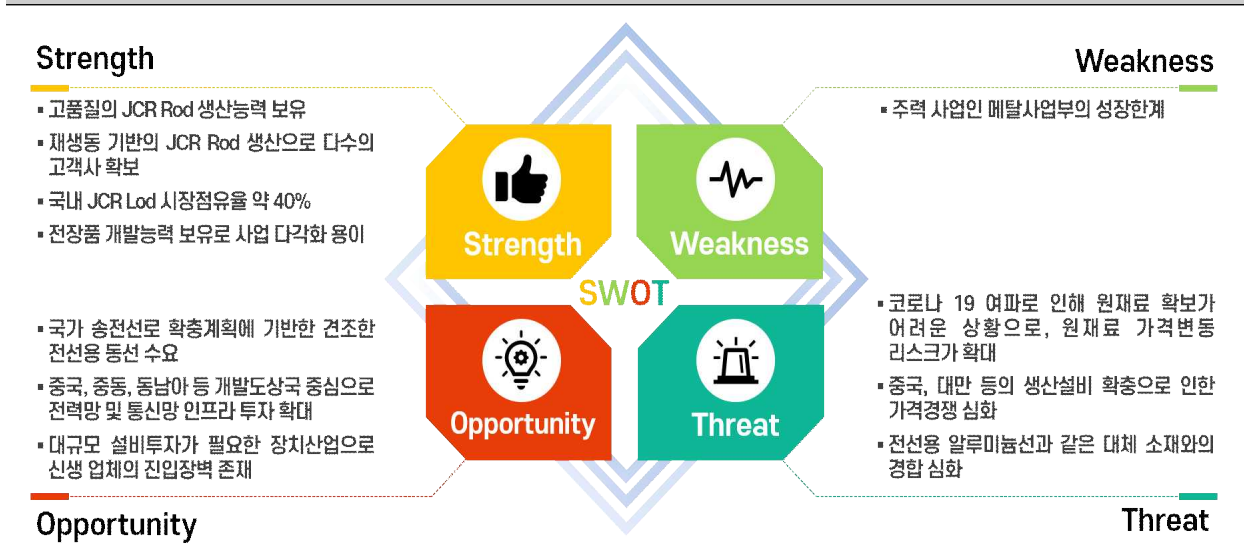 Strength
▪ 고품질의 JCR Rod 생산능력 보유
▪ 재생동 기반의 JCR Rod 생산으로 다수의
고객사 확보
▪ 국내 JCR Lod 시장점유율 약 40%
▪ 전장품 개발능력 보유로 사업 다각화 용이
Weakness
▪ 주력 사업인 메탈사업부의 성장한계
Strength
Weakness
SWOT
Opportunity
Threat
▪ 국가 송전선로 확충계획에 기반한 견조한
전선용 동선 수요
▪ 중국, 중동, 동남아 등 개발도상국 중심으로
전력망 및 통신망 인프라 투자 확대
▪ 대규모 설비투자가 필요한 장치산업으로
신생 업체의 진입장벽 존재
Opportunity
▪ 코로나 19 여파로 인해 원재료 확보가
어려운 상황으로, 원재료 가격변동
리스크가 확대
▪ 중국, 대만 등의 생산설비 확충으로 인한
가격경쟁 심화
▪ 전선용 알루미늄선과 같은 대체 소재와의
경합 심화
Threat